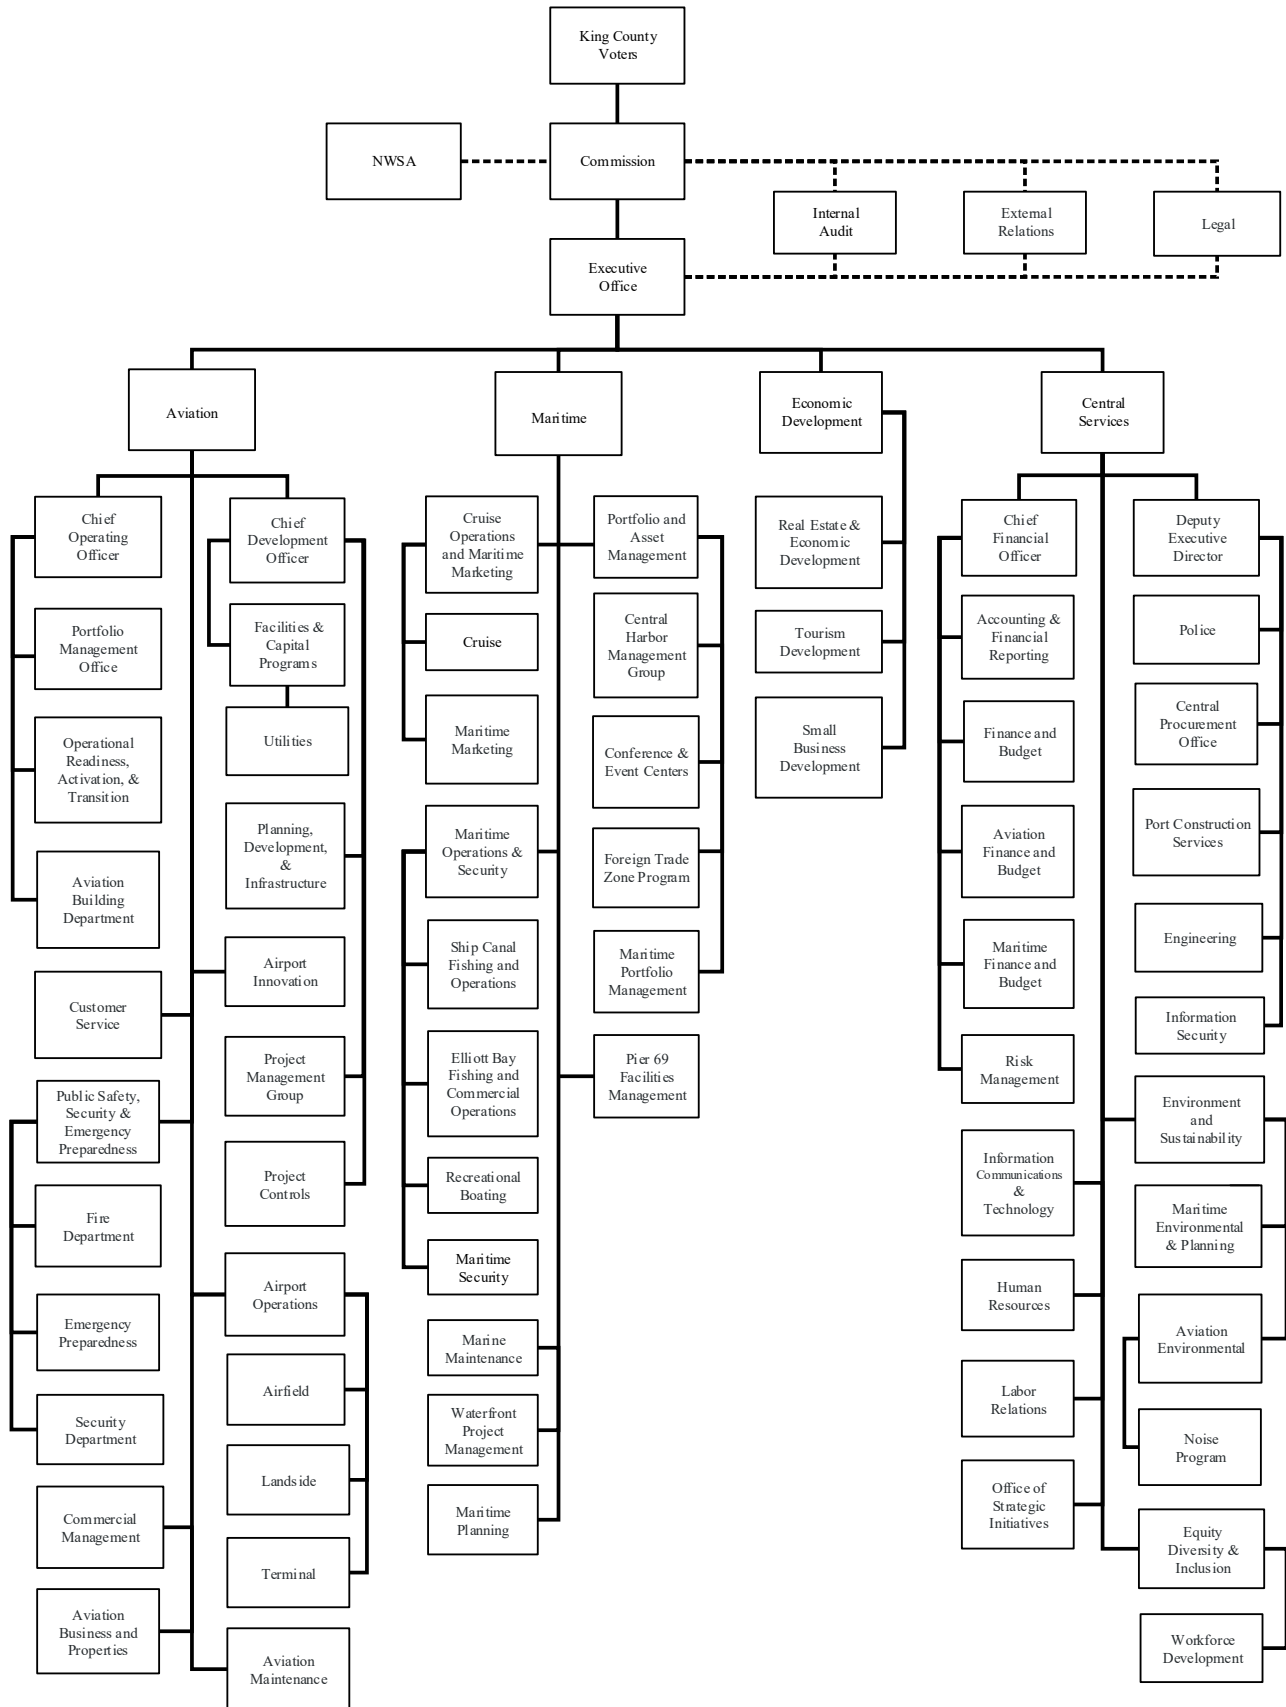 King County
Voters
NWSA
Commission
Internal
Audit
External
Relations
Legal
Executive
Office
Aviation
Maritime
Economic
Development
Central
Services
Chief
Operating
Officer
Portfolio
Management
Office
Operational
Readiness,
Activation, &
Transition
Aviation
Building
Department
Customer
Service
Public Safety,
Security &
Emergency
Preparedness
Fire
Department
Emergency
Preparedness
Security
Department
Commercial
Management
Aviation
Business and
Properties
Chief
Development
Officer
Facilities &
Capital
Programs
Utilities
Planning,
Development,
&
Infrastructure
Airport
Innovation
Project
Management
Group
Project
Controls
Airport
Operations
Airfield
Landside
Terminal
Aviation
Maintenance
Cruise
Operations
and Maritime
Marketing
Cruise
Maritime
Marketing
Maritime
Operations &
Security
Ship Canal
Fishing and
Operations
Elliott Bay
Fishing and
Commercial
Operations
Recreational
Boating
Maritime
Security
Marine
Maintenance
Waterfront
Project
Management
Maritime
Planning
Portfolio and
Asset
Management
Central
Harbor
Management
Group
Conference &
Event Centers
Foreign Trade
Zone Program
Maritime
Portfolio
Management
Pier 69
Facilities
Management
Real Estate &
Economic
Development
Tourism
Development
Small
Business
Development
Chief
Financial
Officer
Accounting &
Financial
Reporting
Finance and
Budget
Aviation
Finance and
Budget
Maritime
Finance and
Budget
Risk
Management
Information
Communications
&
Technology
Human
Resources
Labor
Relations
Office of
Strategic
Initiatives
Deputy
Executive
Director
Police
Central
Procurement
Office
Port Construction
Services
Engineering
Information
Security
Environment
and
Sustainability
Maritime
Environmental
& Planning
Aviation
Environmental
Noise
Program
Equity
Diversity &
Inclusion
Workforce
Development